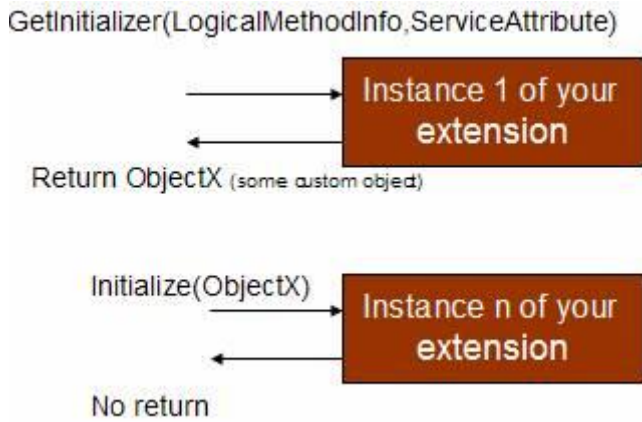 GetInitializer(LogicalMethodInfo,ServiceAttribute)
Instance 1 of your
extension
Return ObjectX (some custom object)
Initialize(ObjectX)
Instance n of your
extension
No return